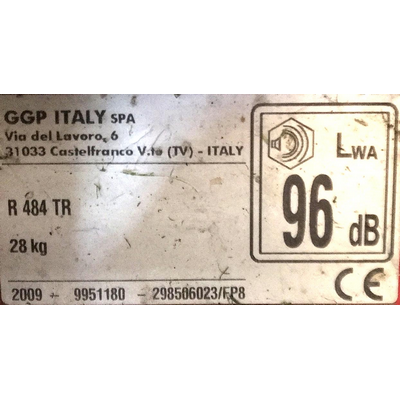 GGP ITALY SPA
Via del Lavoro, 6
31033 Castelfranco V.to (TV) - ITALY
LWA
R 484 TR
96 dB
28 kg
CE
2009 - 9951180 - 298506023/FP8